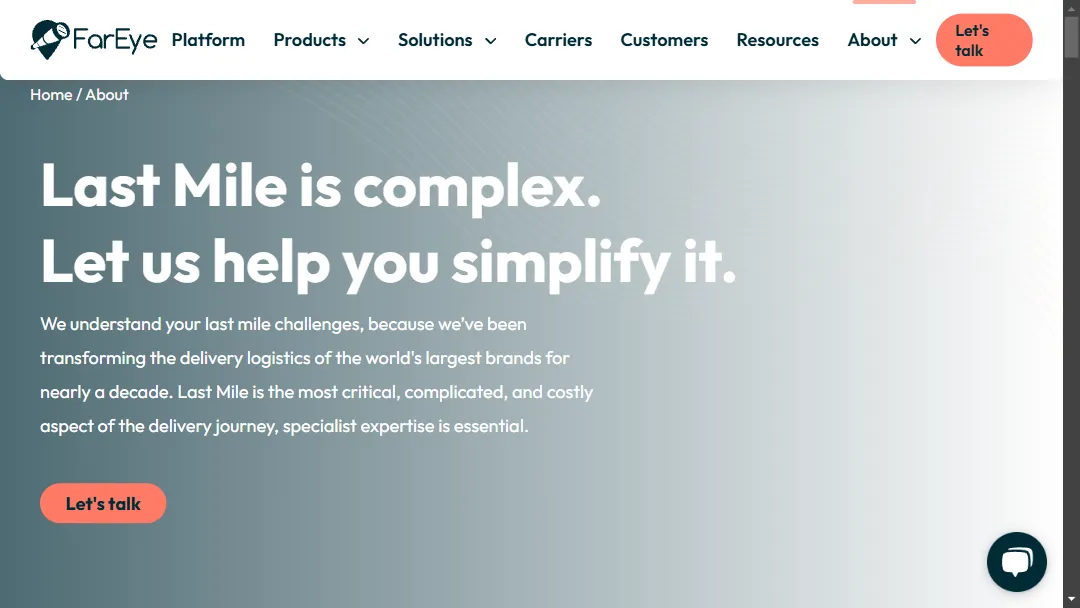 FarEye
Platform
Products
Solutions
Carriers
Customers
Resources
About
Let's
talk
Home / About
Last Mile is complex.
Let us help you simplify it.
We understand your last mile challenges, because we've been
transforming the delivery logistics of the world's largest brands for
nearly a decade. Last Mile is the most critical, complicated, and costly
aspect of the delivery journey, specialist expertise is essential.
Let's talk